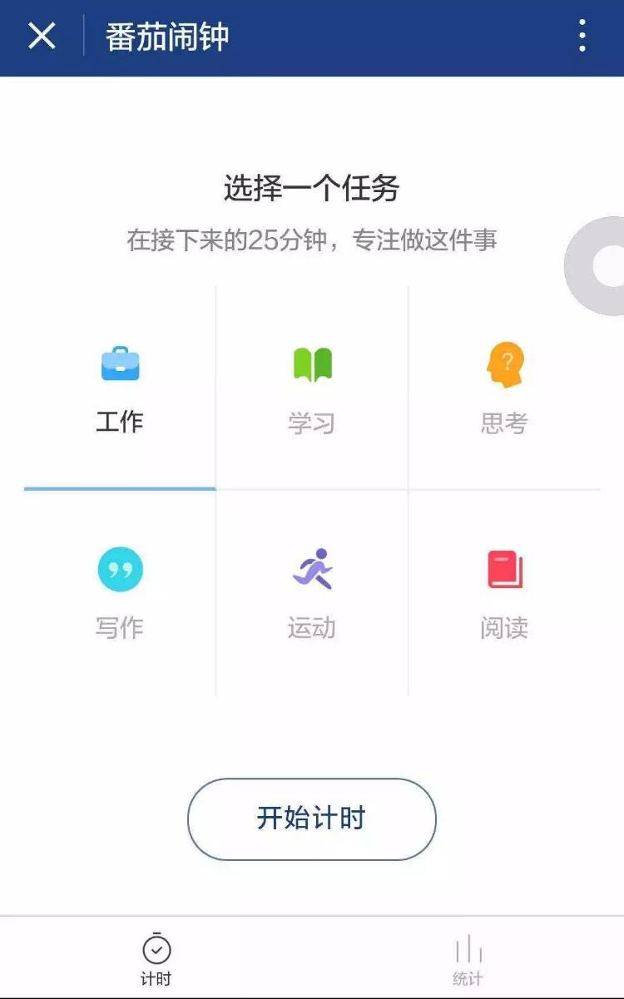 番茄闹钟
选择一个任务
在接下来的25分钟，专注做这件事
工作
学习
思考
写作
运动
阅读
开始计时
计时
统计